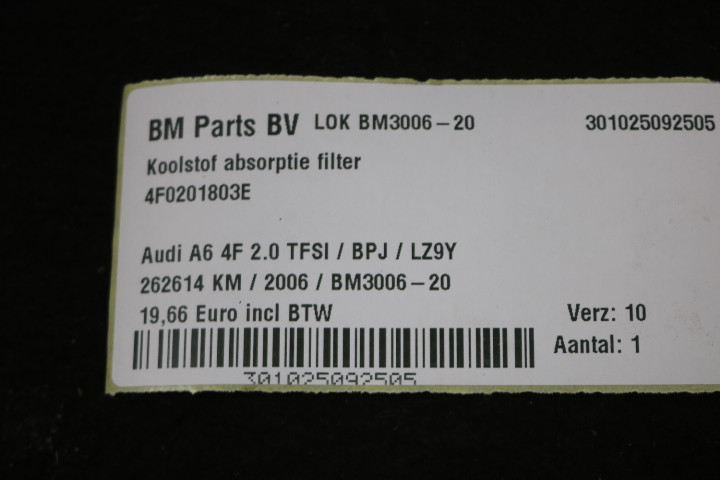 BM Parts BV LOK BM3006-20 301025092505
Koolstof absorptie filter
4F0201803E
Audi A6 4F 2.0 TFSI / BPJ / LZ9Y
262614 KM / 2006 / BM3006-20
19,66 Euro incl BTW Verz: 10
Aantal: 1
301025092505